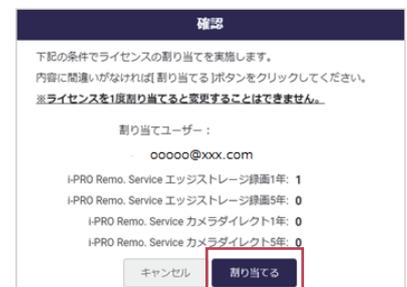 確認
下記の条件でライセンスの割り当てを実施します。
内容に間違いがなければ[割り当てる]ボタンをクリックしてください。
※ライセンスを1度割り当てると変更することはできません。
割り当てユーザー：
ooooo@xxx.com
i-PRO Remo. Service エッジストレージ録画1年: 1
i-PRO Remo. Service エッジストレージ録画5年: 0
i-PRO Remo. Service カメラダイレクト1年: 0
i-PRO Remo. Service カメラダイレクト5年: 0
キャンセル 割り当てる